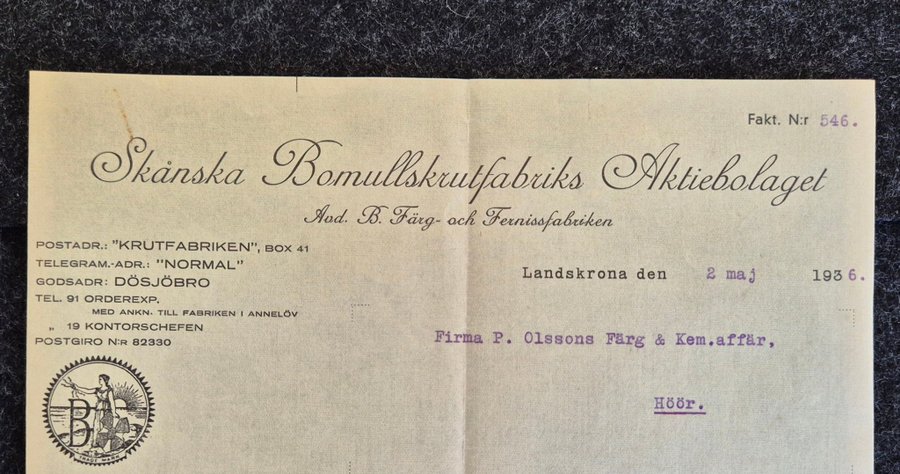 Fakt. N:r 546.
Skånska Bomullskrutfabriks Aktiebolaget
Avd. B. Färg- och Fernissfabriken
POSTADR.: "KRUTFABRIKEN", BOX 41
TELEGRAM.-ADR.: "NORMAL"
GODSADR: DÖSJÖBRO
TEL. 91 ORDEREXP.
MED ANKN. TILL FABRIKEN I ANNELÖV
„ 19 KONTORSCHEFEN
POSTGIRO N:R 82330
Landskrona den 2 maj 1936.
Firma P. Olssons Färg & Kem.affär,
Höör.
B
TRADE MARK